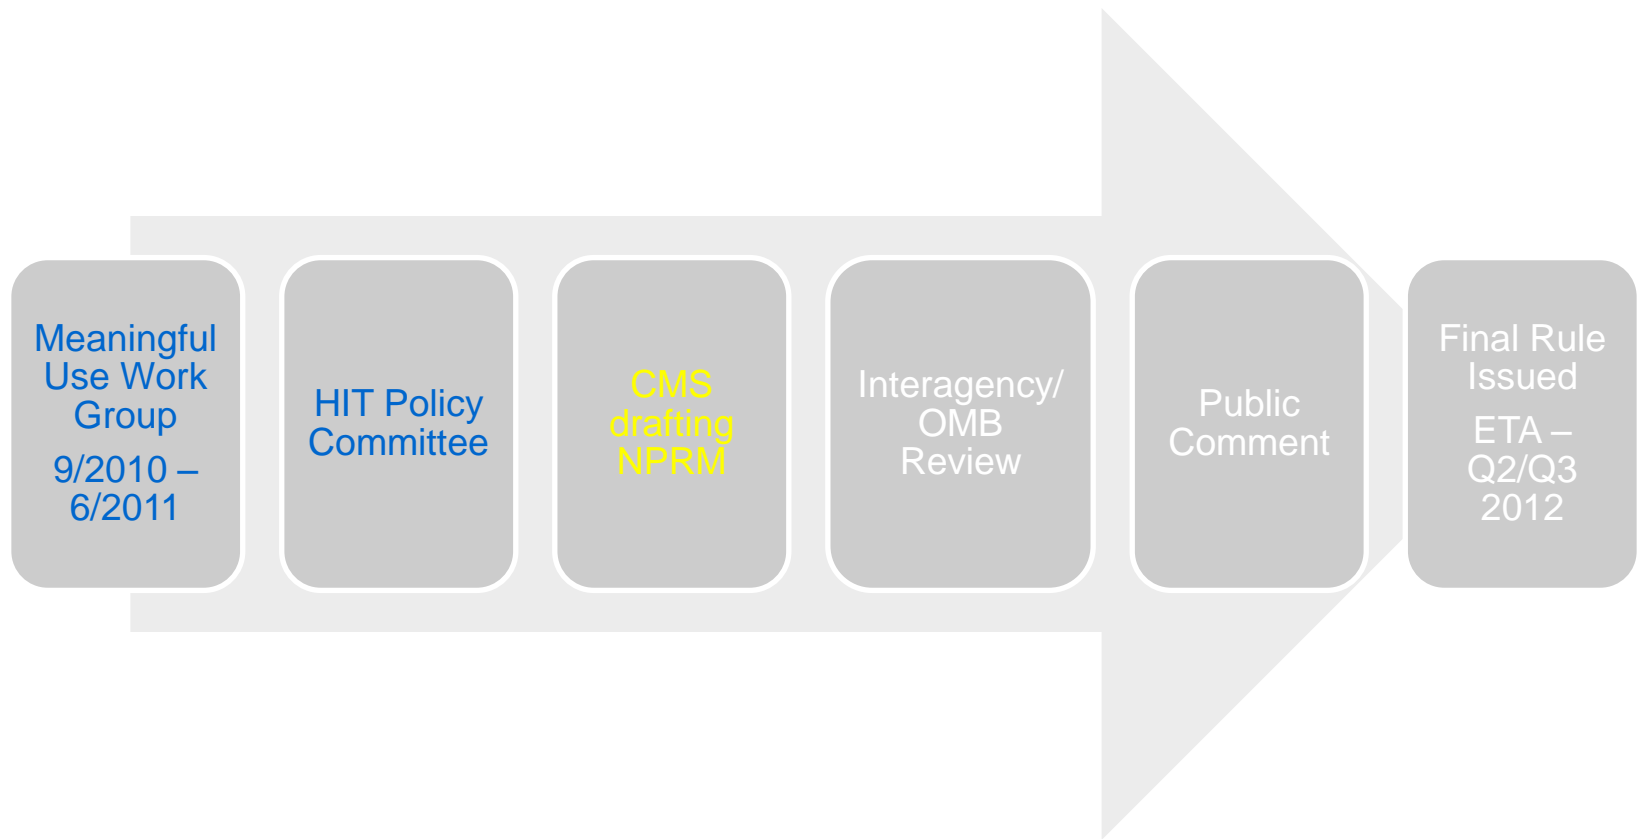 Meaningful
Use Work
Group
9/2010 –
6/2011
HIT Policy
Committee
CMS
drafting
NPRM
Interagency/
OMB
Review
Public
Comment
Final Rule
Issued
ETA –
Q2/Q3
2012